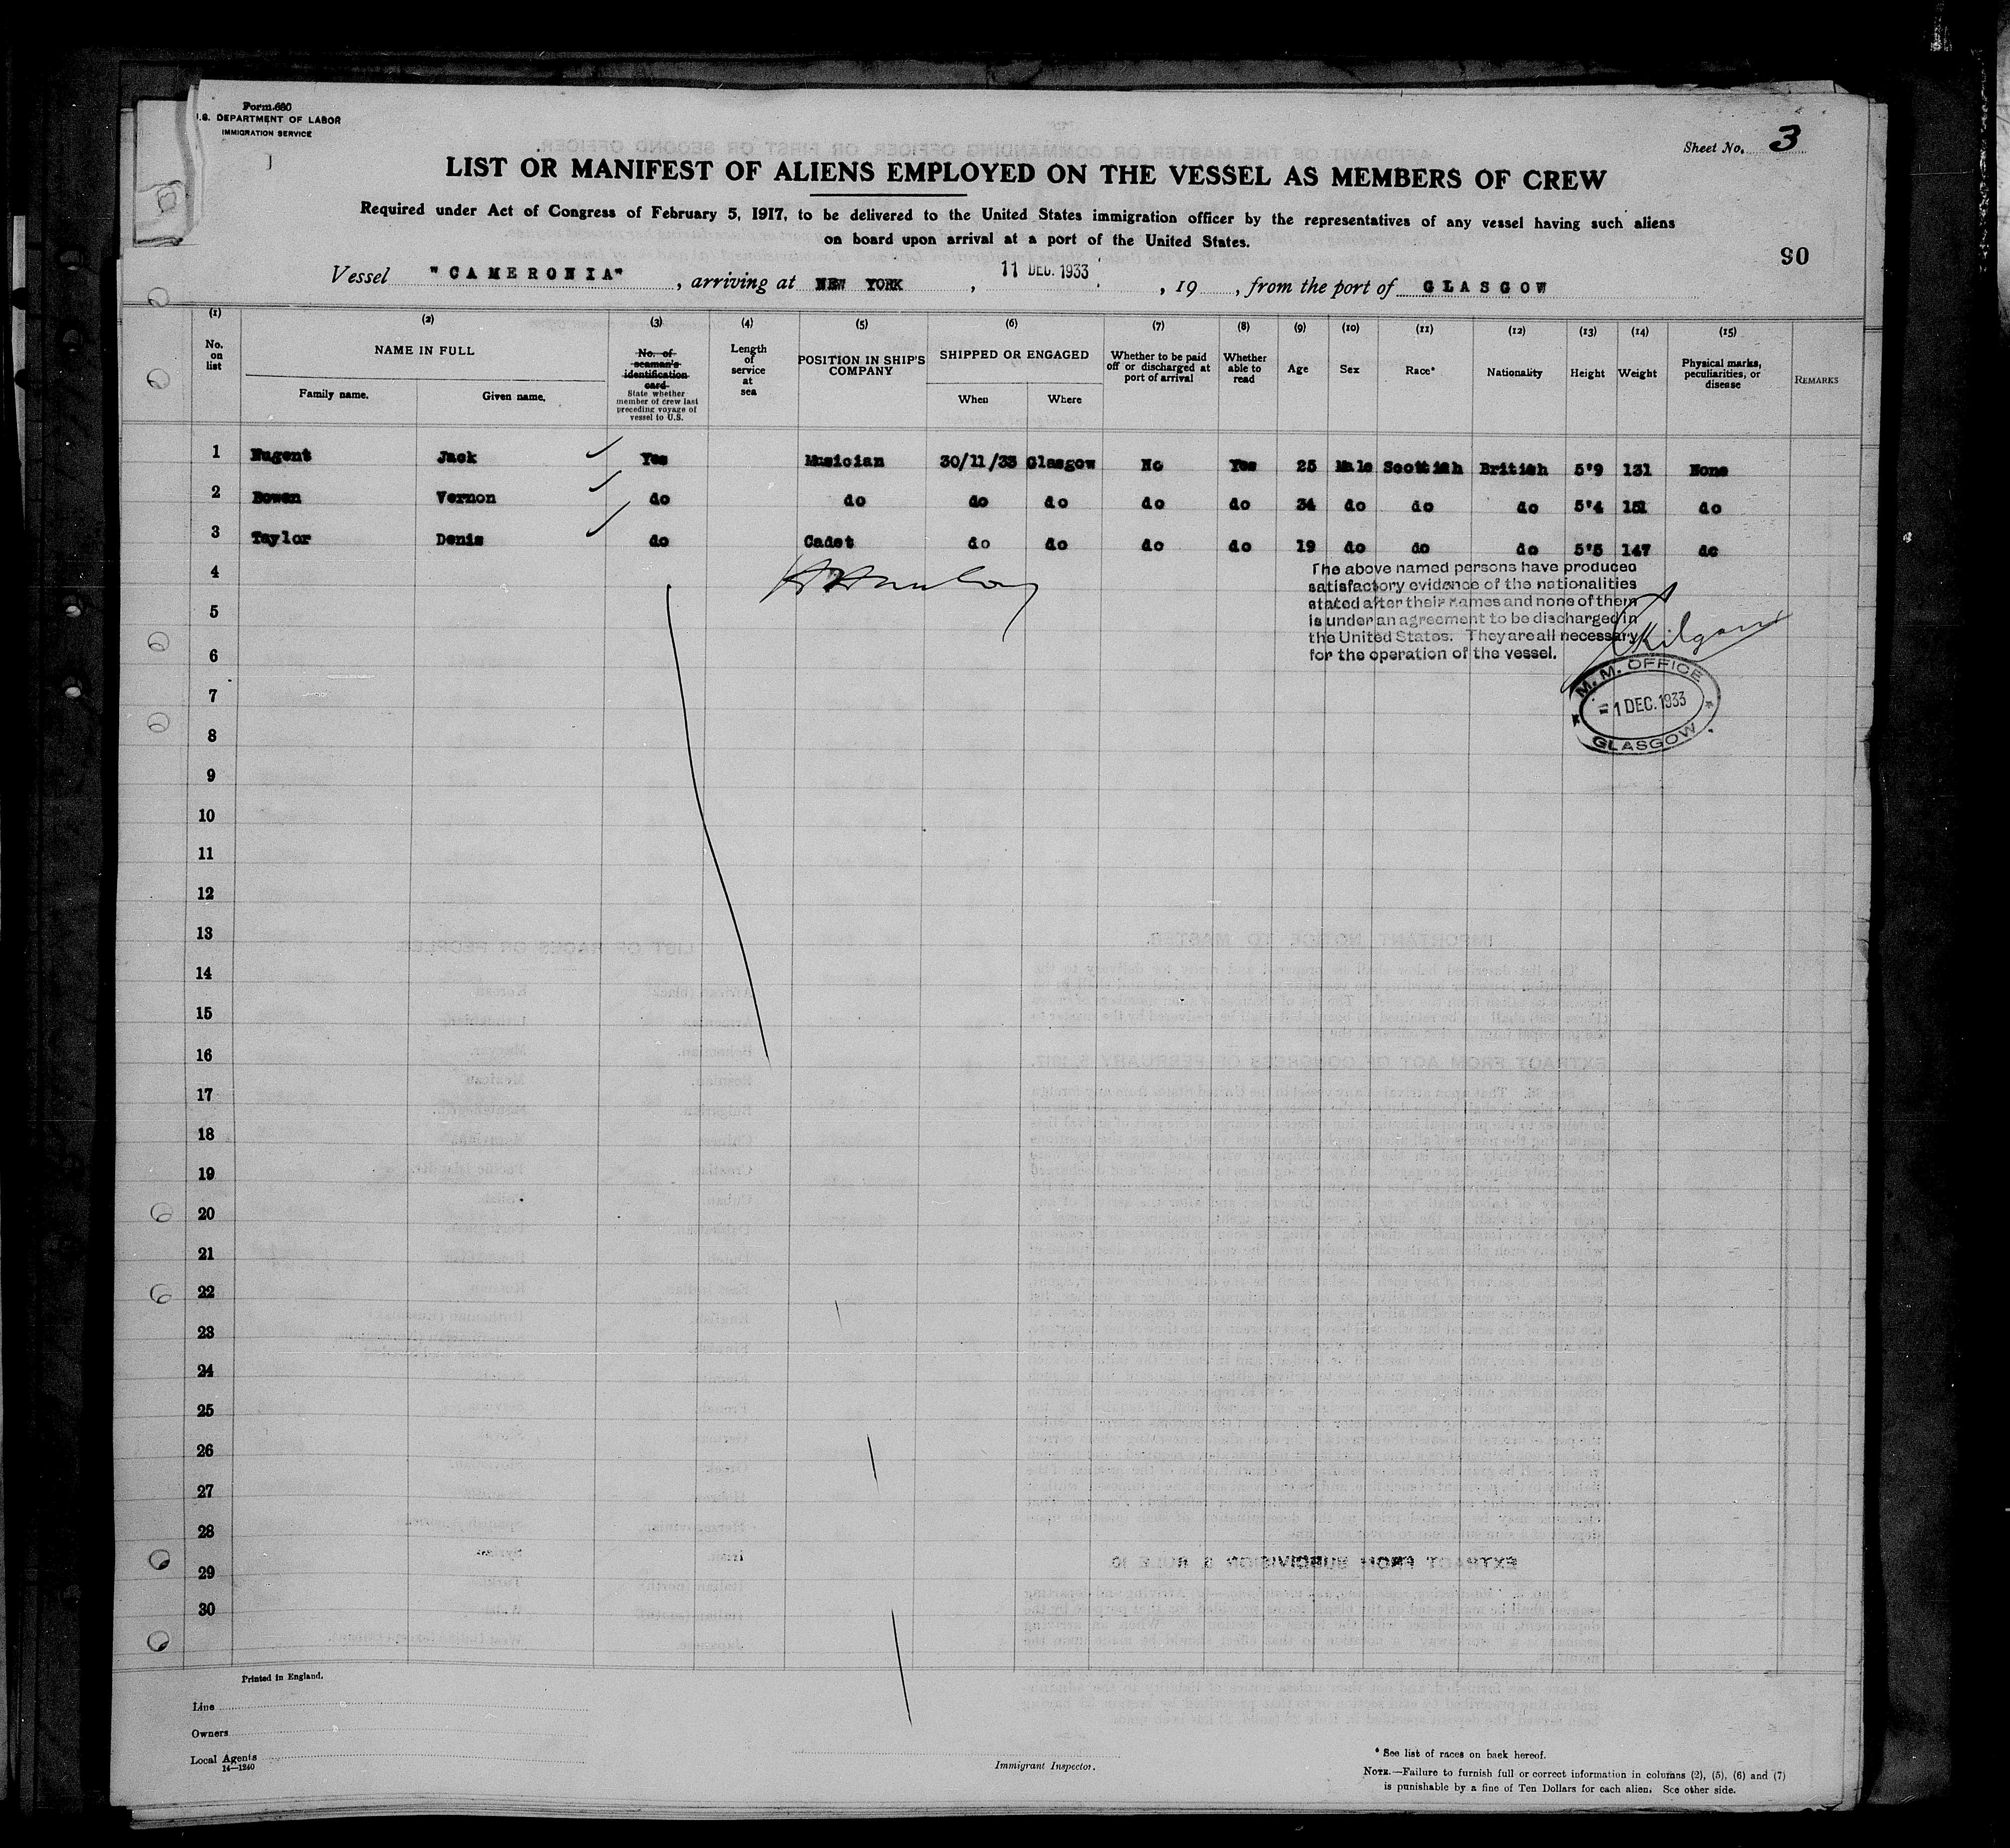 Form 680
U.S. DEPARTMENT OF LABOR
IMMIGRATION SERVICE
Sheet No. 3
LIST OR MANIFEST OF ALIENS EMPLOYED ON THE VESSEL AS MEMBERS OF CREW
Required under Act of Congress of February 5, 1917, to be delivered to the United States immigration officer by the representatives of any vessel having such aliens
on board upon arrival at a port of the United States.
90
Vessel "CAMERONIA", arriving at NEW YORK, 11 DEC. 1933, 19, from the port of GLASGOW
(1) (2) (3) (4) (5) (6) (7) (8) (9) (10) (11) (12) (13) (14) (15)
No. on list
NAME IN FULL
Family name. Given name.
No. of seaman's identification card
State whether member of crew last preceding voyage of vessel to U.S.
Length of service at sea
POSITION IN SHIP'S COMPANY
SHIPPED OR ENGAGED
When Where
Whether to be paid off or discharged at port of arrival
Whether able to read
Age
Sex
Race*
Nationality
Height
Weight
Physical marks, peculiarities, or disease
REMARKS
1 Nugent Jack Yes Musician 30/11/33 Glasgow No Yes 25 Male Scottish British 5'9 131 None
2 Bowen Vernon do do do do do do 34 do do do 5'4 151 do
3 Taylor Denis do Cadet do do do do 19 do do do 5'5 147 do
4
The above named persons have produced
satisfactory evidence of the nationalities
stated after their names and none of them
is under an agreement to be discharged in
the United States. They are all necessary
for the operation of the vessel.
5
6
M. M. OFFICE
1 DEC. 1933
GLASGOW
7
8
9
10
11
12
13
14
15
16
17
18
19
20
21
22
23
24
25
26
27
28
29
30
Printed in England.
Line
Owners
Local Agents
14—1240
Immigrant Inspector.
* See list of races on back hereof.
NOTE.—Failure to furnish full or correct information in columns (2), (5), (6) and (7)
is punishable by a fine of Ten Dollars for each alien. See other side.